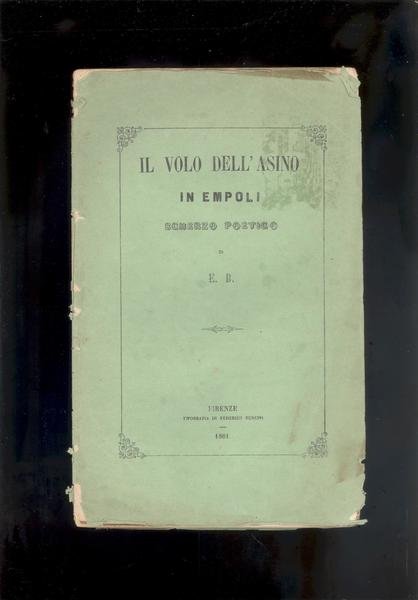 IL VOLO DELL'ASINO
IN EMPOLI
SCHERZO POETICO
DI
E. B.
FIRENZE
TIPOGRAFIA DI FEDERIGO BENCINI
1861